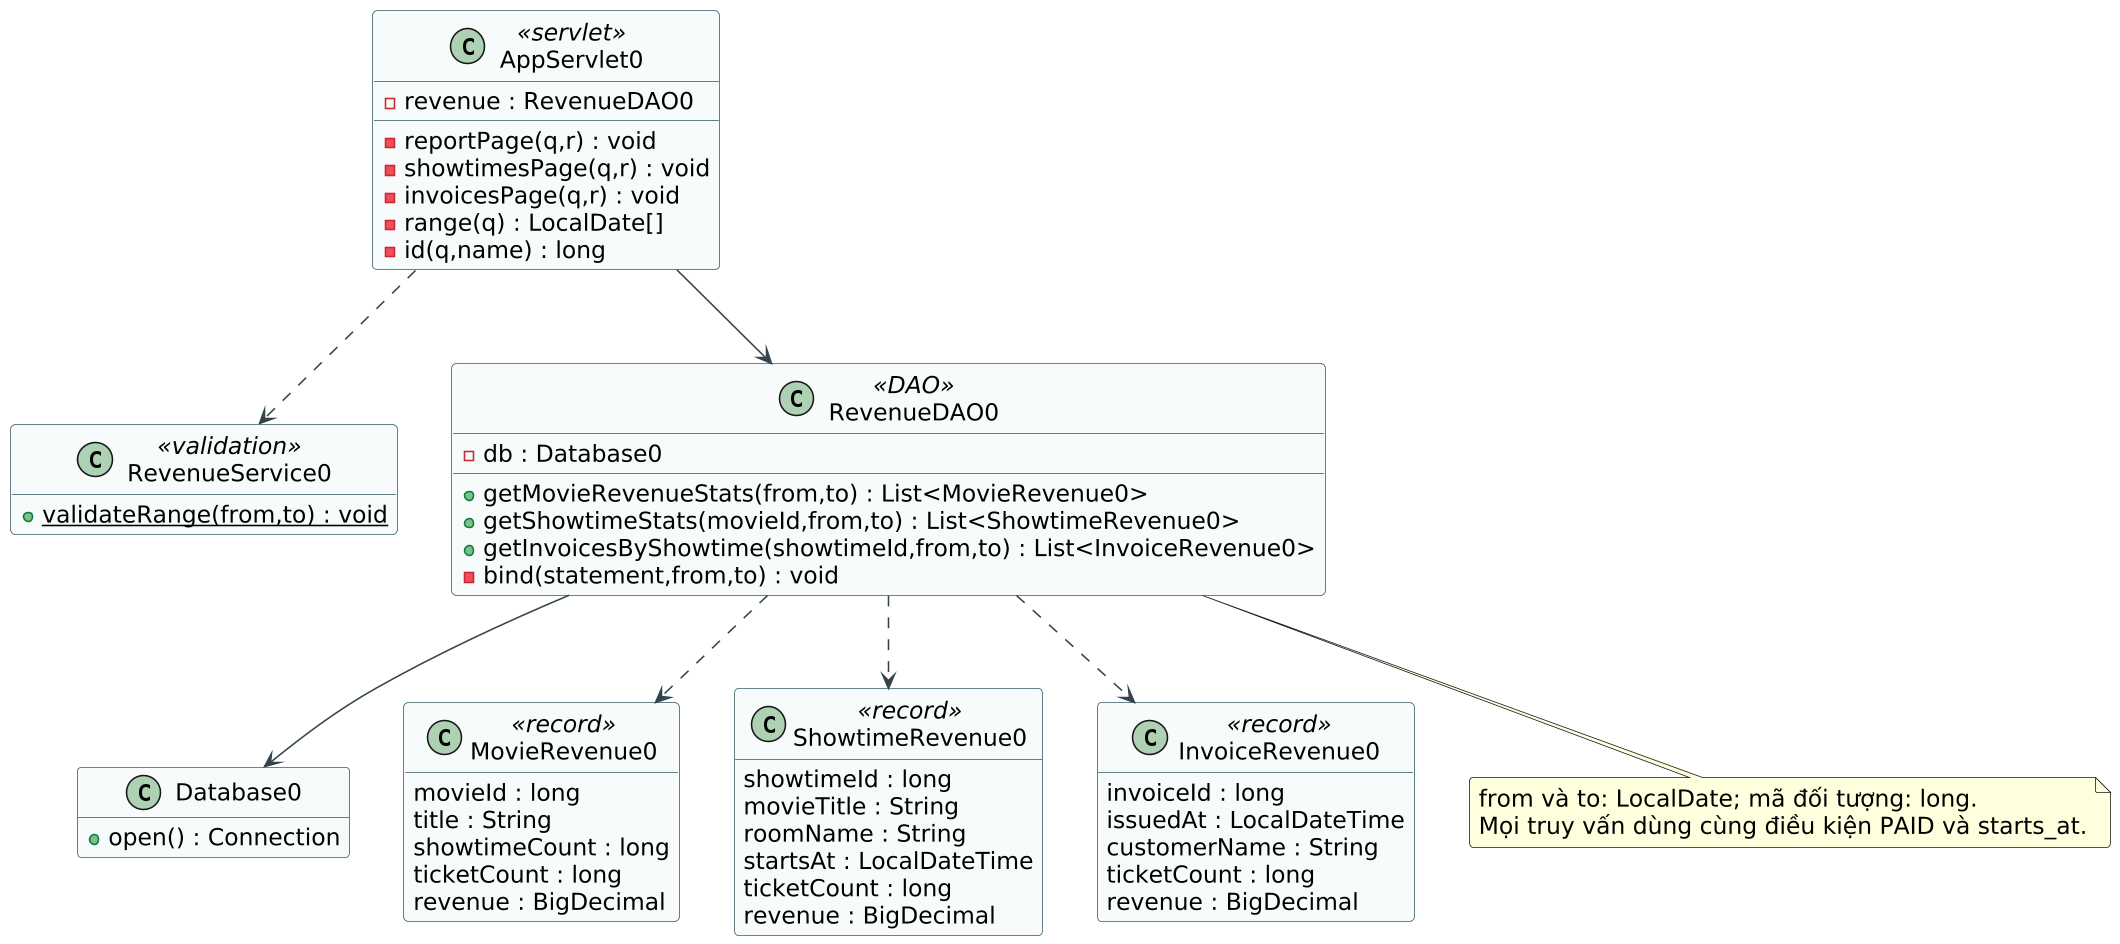 C
«servlet»
AppServlet0
revenue : RevenueDAO0
reportPage(q,r) : void
showtimesPage(q,r) : void
invoicesPage(q,r) : void
range(q) : LocalDate[]
id(q,name) : long
C
«validation»
RevenueService0
validateRange(from,to) : void
C
«DAO»
RevenueDAO0
db : Database0
getMovieRevenueStats(from,to) : List<MovieRevenue0>
getShowtimeStats(movieId,from,to) : List<ShowtimeRevenue0>
getInvoicesByShowtime(showtimeId,from,to) : List<InvoiceRevenue0>
bind(statement,from,to) : void
C
Database0
open() : Connection
C
«record»
MovieRevenue0
movieId : long
title : String
showtimeCount : long
ticketCount : long
revenue : BigDecimal
C
«record»
ShowtimeRevenue0
showtimeId : long
movieTitle : String
roomName : String
startsAt : LocalDateTime
ticketCount : long
revenue : BigDecimal
C
«record»
InvoiceRevenue0
invoiceId : long
issuedAt : LocalDateTime
customerName : String
ticketCount : long
revenue : BigDecimal
from và to: LocalDate; mã đối tượng: long.
Mọi truy vấn dùng cùng điều kiện PAID và starts_at.